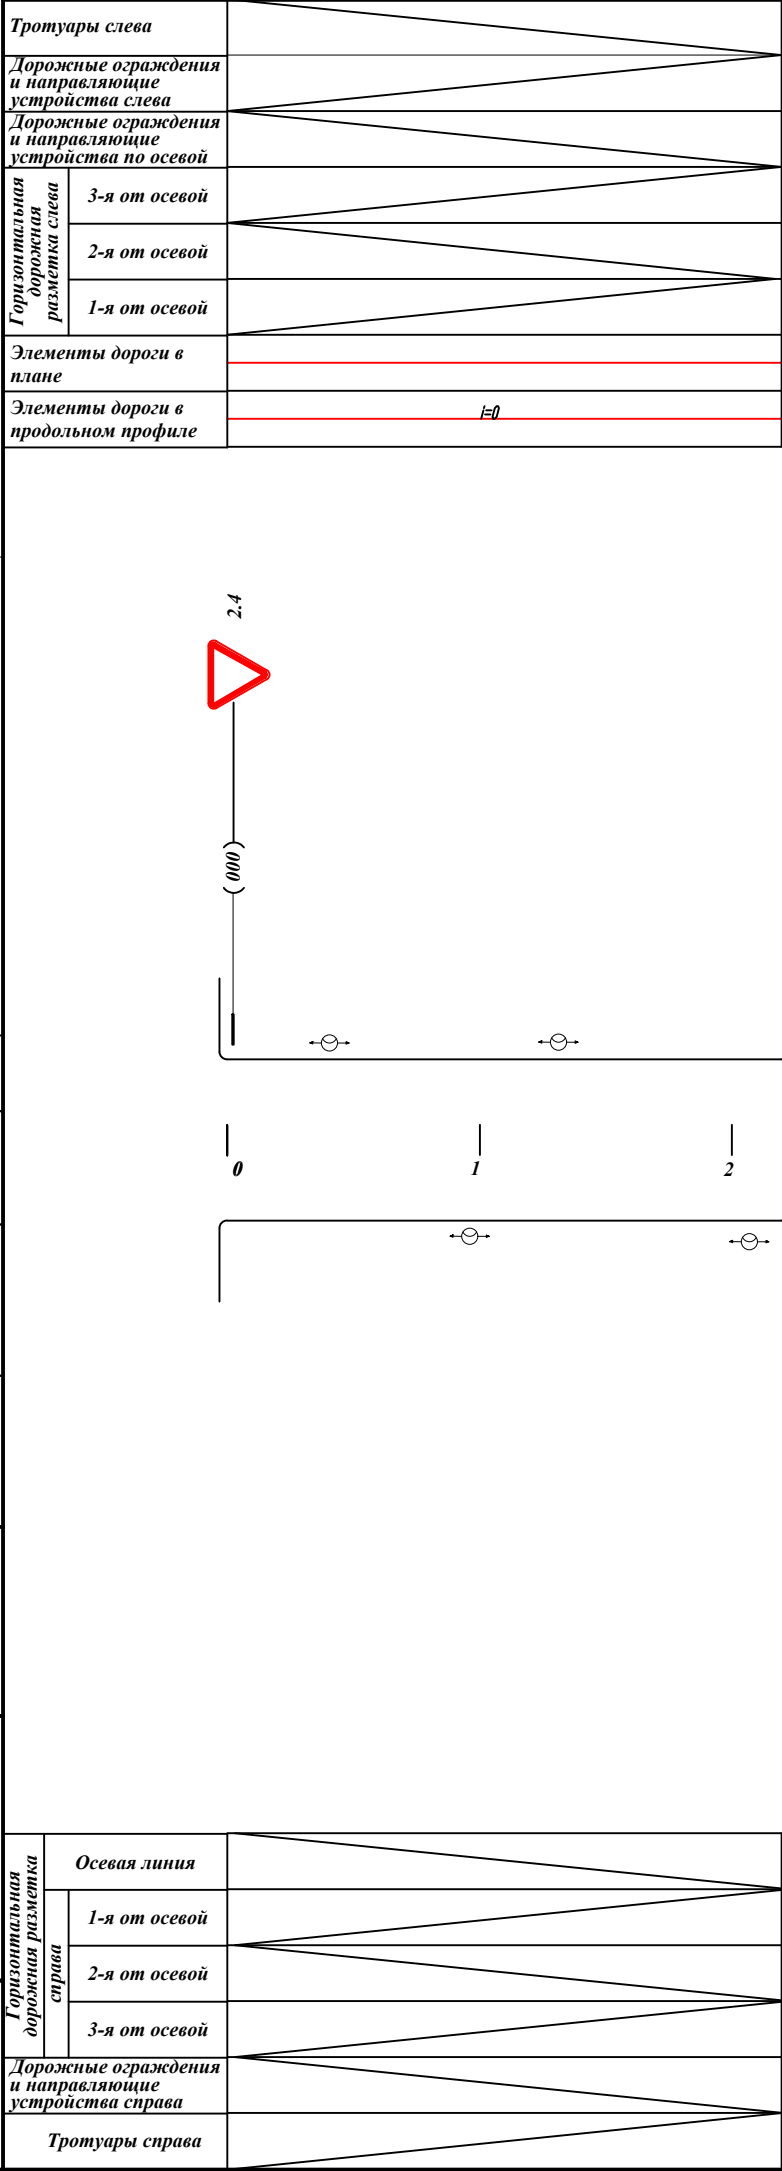 Тротуары слева
Дорожные ограждения
и направляющие
устройства слева
Дорожные ограждения
и направляющие
устройства по осевой
Горизонтальная
дорожная
разметка слева
3-я от осевой
2-я от осевой
1-я от осевой
Элементы дороги в
плане
Элементы дороги в
продольном профиле
i=0
2.4
(000)
0
1
2
Горизонтальная
дорожная разметка
справа
Осевая линия
1-я от осевой
2-я от осевой
3-я от осевой
Дорожные ограждения
и направляющие
устройства справа
Тротуары справа